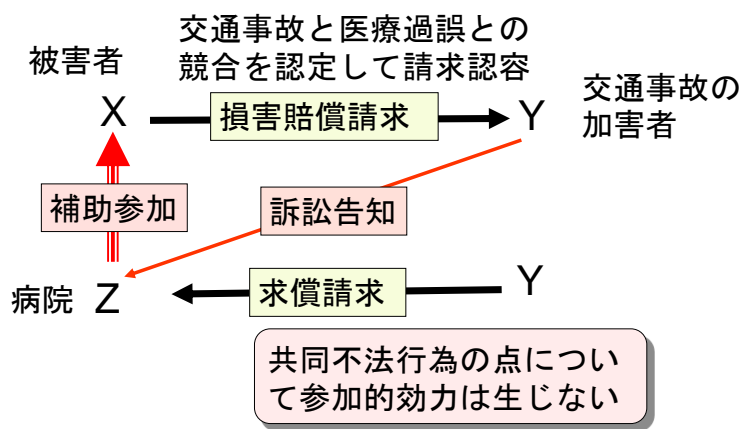 交通事故と医療過誤との
競合を認定して請求認容
被害者
交通事故の
加害者
X
損害賠償請求
Y
補助参加
訴訟告知
病院 Z
求償請求
Y
共同不法行為の点につい
て参加的効力は生じない